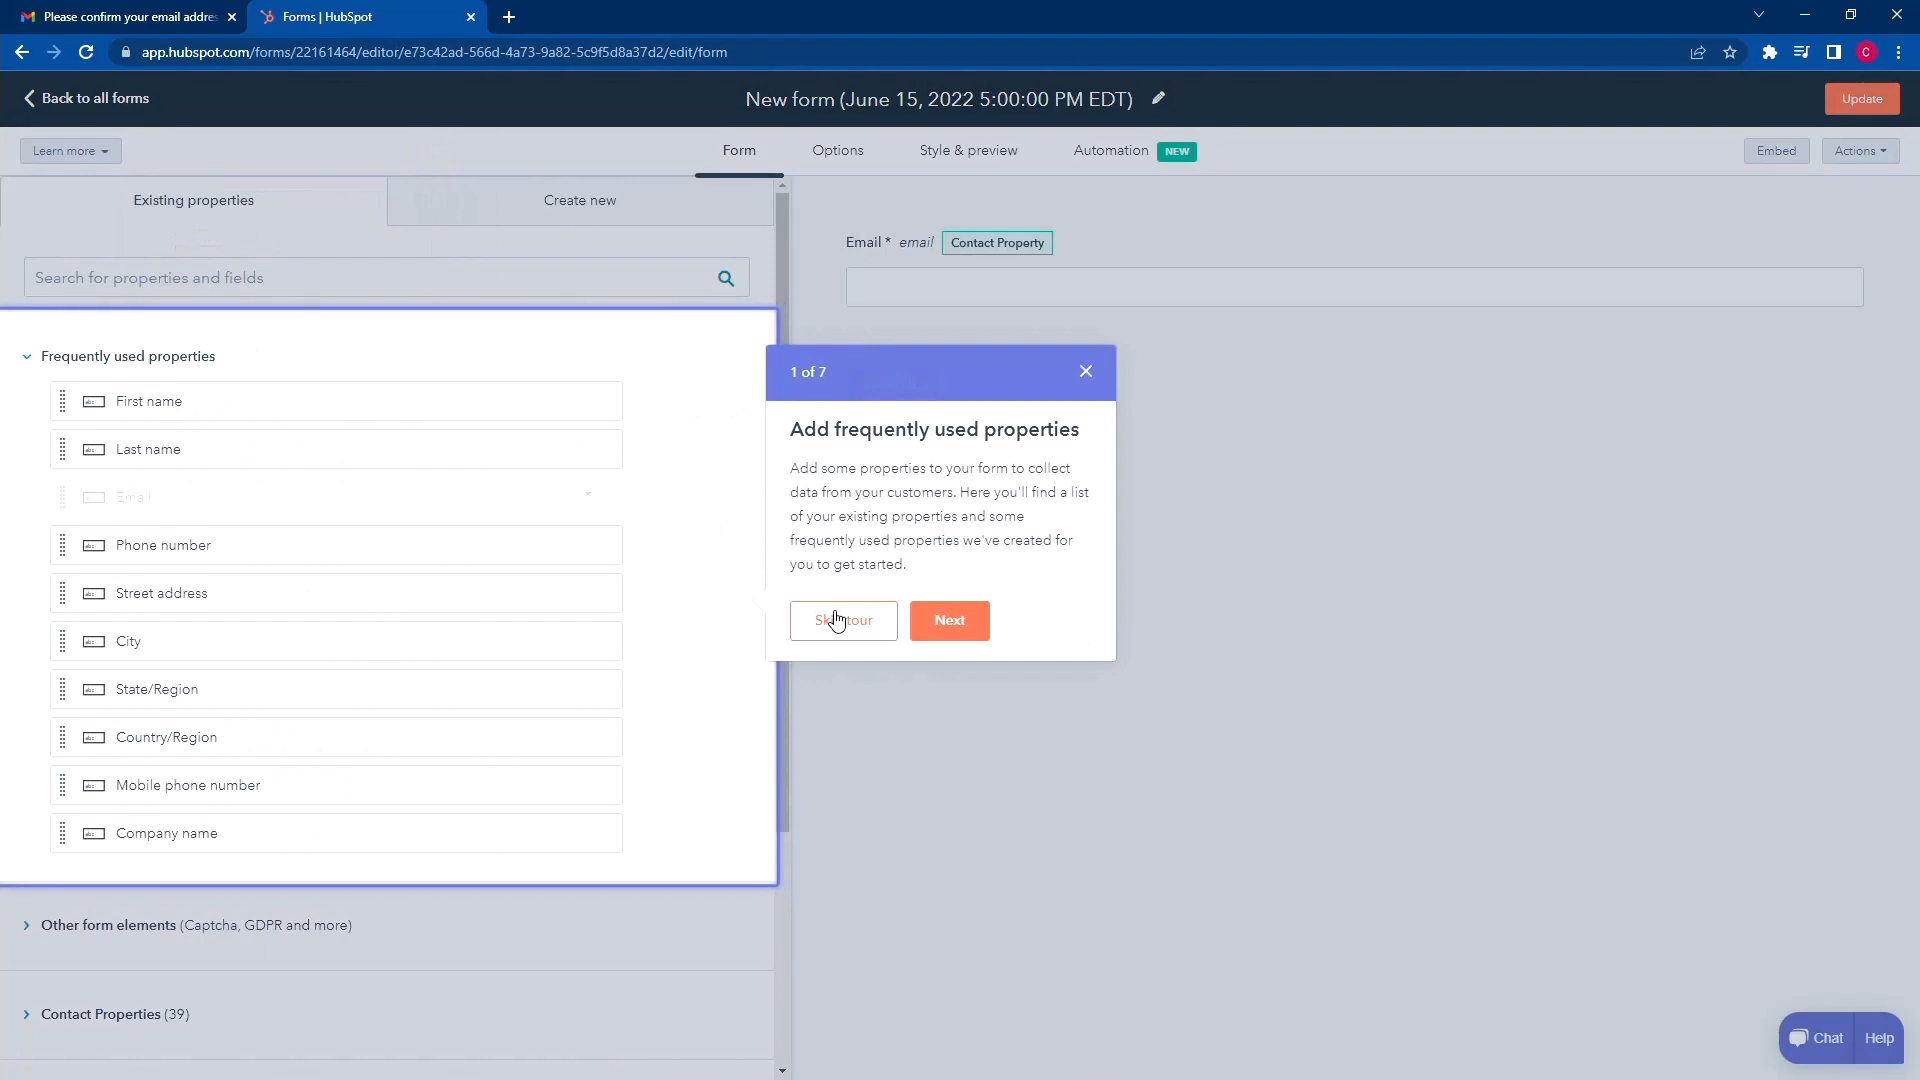 Please confirm your email addre
Forms | HubSpot
app.hubspot.com/forms/22161464/editor/e73c42ad-566d-4a73-9a82-5c9f5d8a37d2/edit/form
C
Back to all forms
New form (June 15, 2022 5:00:00 PM EDT)
Update
Learn more
Form
Options
Style & preview
Automation NEW
Embed
Actions
Existing properties
Create new
Search for properties and fields
Email * email Contact Property
Frequently used properties
First name
Last name
Email
Phone number
Street address
City
State/Region
Country/Region
Mobile phone number
Company name
1 of 7
Add frequently used properties
Add some properties to your form to collect
data from your customers. Here you'll find a list
of your existing properties and some
frequently used properties we've created for
you to get started.
Skip tour
Next
Other form elements (Captcha, GDPR and more)
Contact Properties (39)
Chat
Help